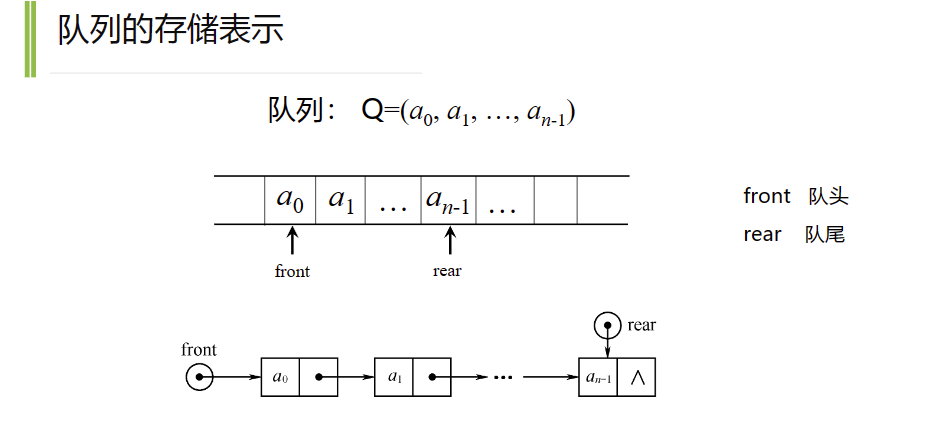 队列的存储表示
队列： Q=(a0, a1, …, an-1)
a0 a1 … an-1 …
front rear
front 队头
rear 队尾
rear
front
a0 a1 … an−1 ∧